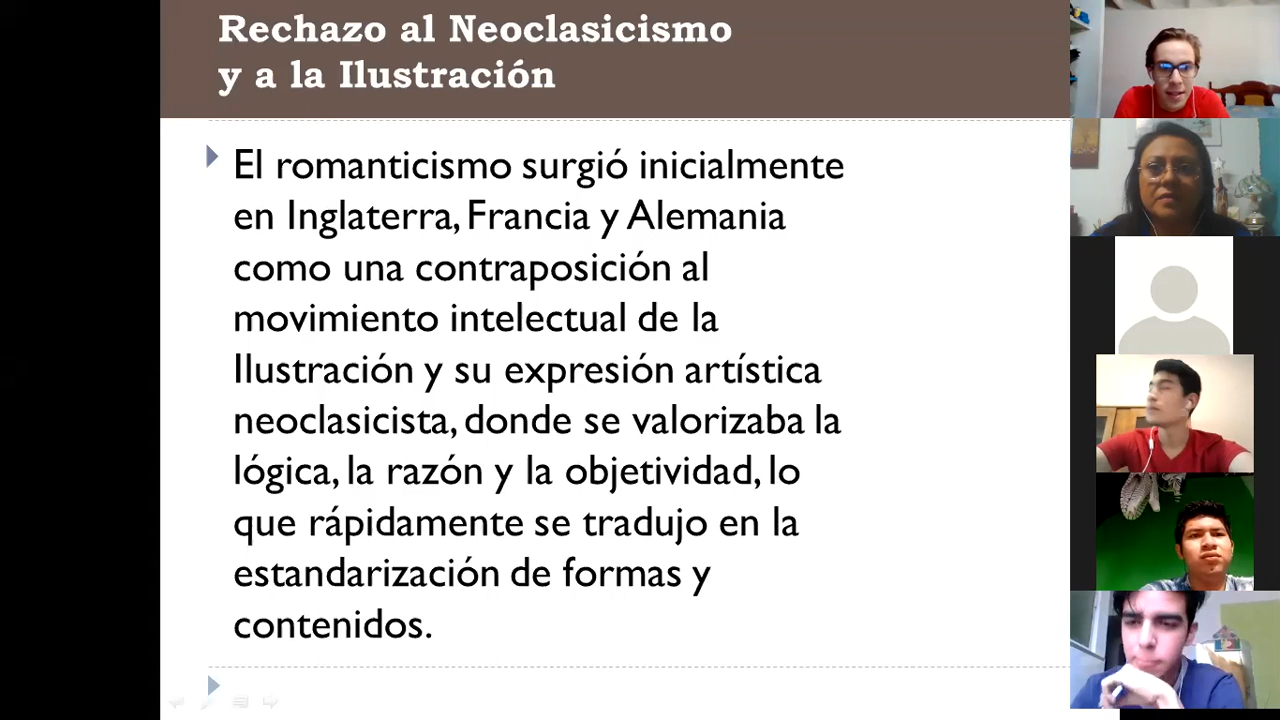 Rechazo al Neoclasicismo
y a la Ilustración
El romanticismo surgió inicialmente
en Inglaterra, Francia y Alemania
como una contraposición al
movimiento intelectual de la
Ilustración y su expresión artística
neoclasicista, donde se valorizaba la
lógica, la razón y la objetividad, lo
que rápidamente se tradujo en la
estandarización de formas y
contenidos.